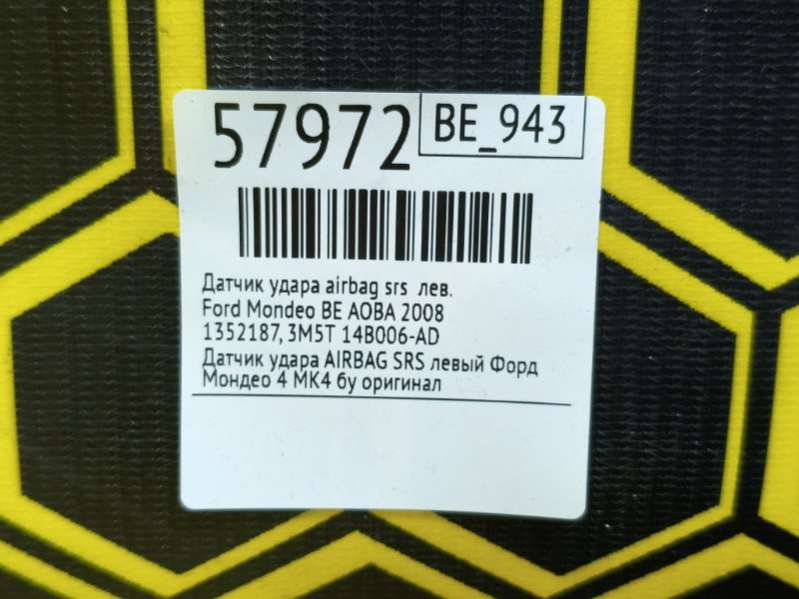 57972
BE_943
Датчик удара airbag srs лев.
Ford Mondeo BE AOBA 2008
1352187, 3M5T 14B006-AD
Датчик удара AIRBAG SRS левый Форд
Мондео 4 МК4 бу оригинал